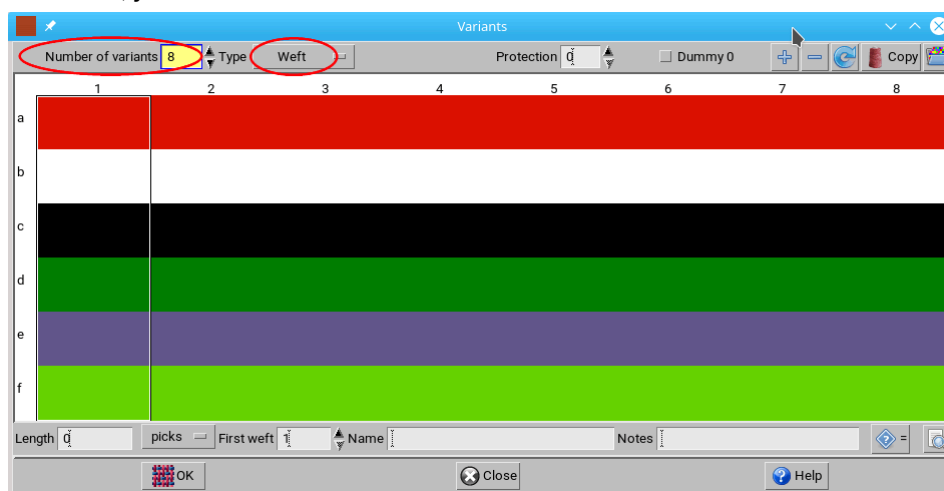 Variants
Number of variants 8 Type Weft Protection 0 Dummy 0 Copy
1 2 3 4 5 6 7 8
a
b
c
d
e
f
Length 0 picks First weft 1 Name Notes =
OK Close Help